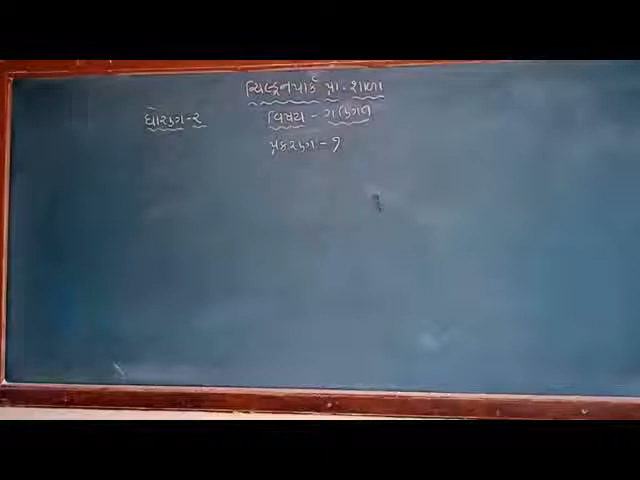 ચિલ્ડ્રનપાર્ક પ્રા - શાળા
ધોરણ - ૨
વિષય - ગણિત
પ્રકરણ - ૧